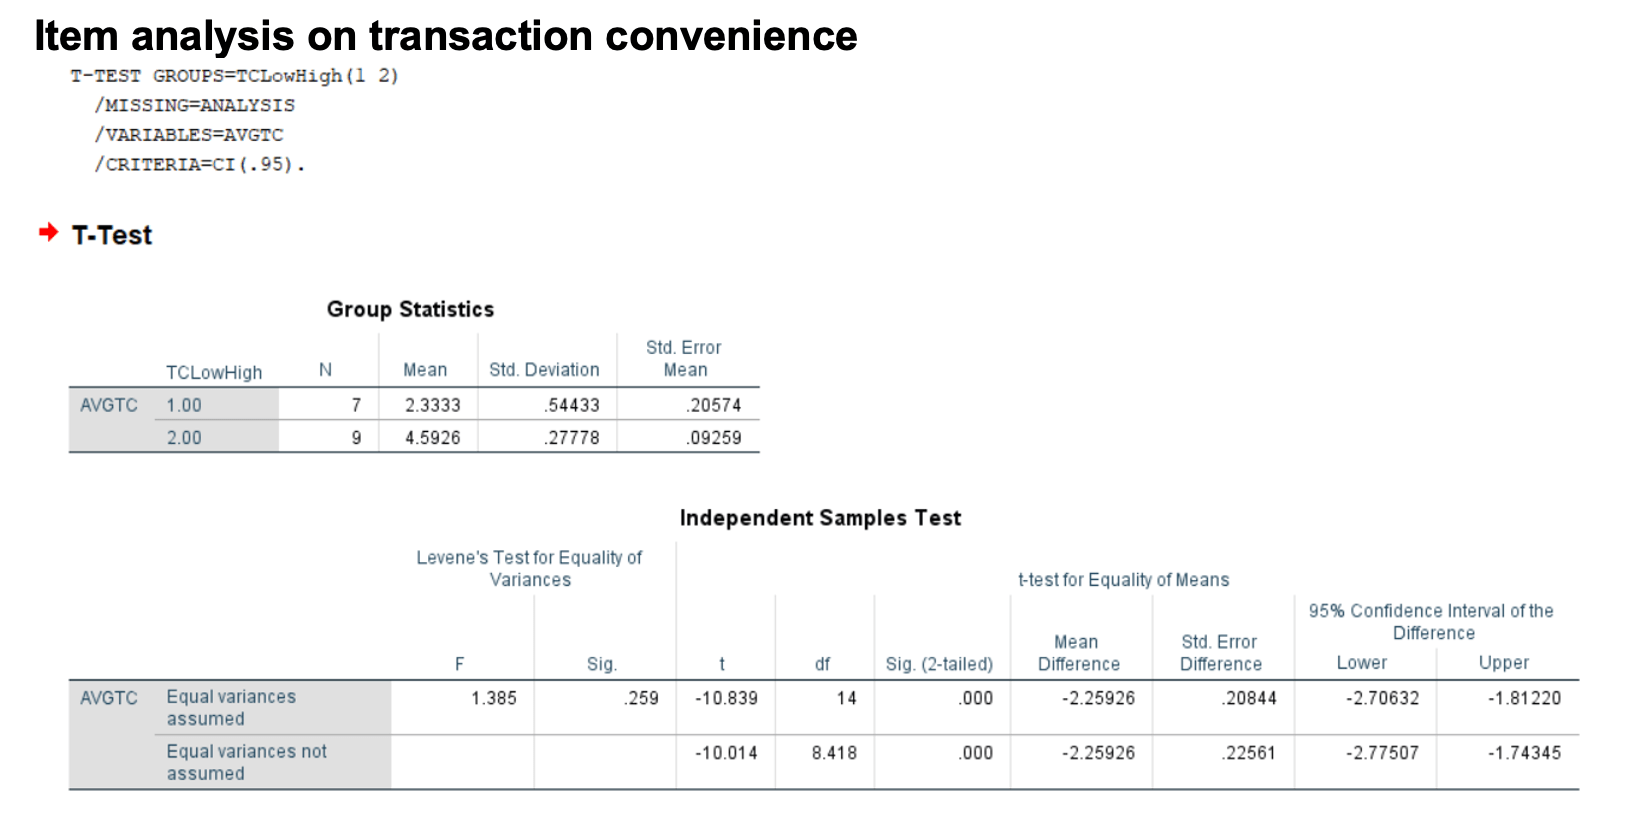 Item analysis on transaction convenience
T-TEST GROUPS=TCLowHigh(1 2)
/MISSING=ANALYSIS
/VARIABLES=AVGTC
/CRITERIA=CI(.95).
T-Test
Group Statistics
TCLowHigh N Mean Std. Deviation Std. Error Mean
AVGTC 1.00 7 2.3333 .54433 .20574
2.00 9 4.5926 .27778 .09259
Independent Samples Test
Levene's Test for Equality of Variances
t-test for Equality of Means
95% Confidence Interval of the Difference
F Sig. t df Sig. (2-tailed) Mean Difference Std. Error Difference Lower Upper
AVGTC Equal variances assumed 1.385 .259 -10.839 14 .000 -2.25926 .20844 -2.70632 -1.81220
Equal variances not assumed -10.014 8.418 .000 -2.25926 .22561 -2.77507 -1.74345